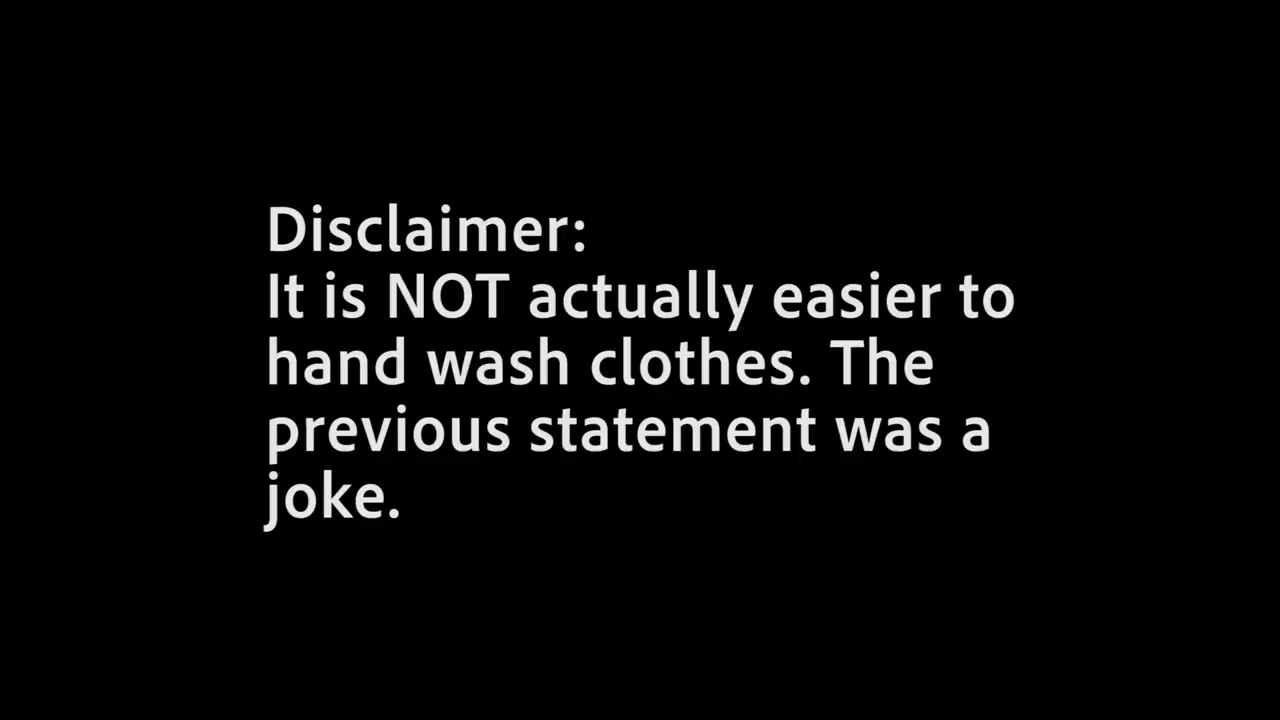 Disclaimer:
It is NOT actually easier to
hand wash clothes. The
previous statement was a
joke.